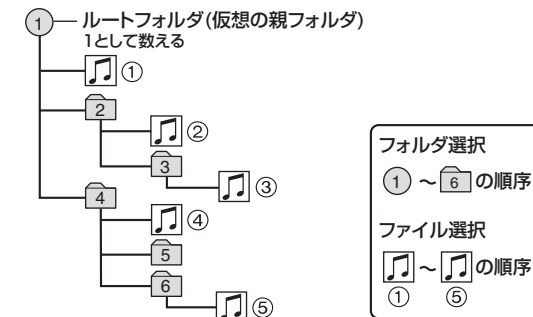 1 ルートフォルダ(仮想の親フォルダ)
1として数える
①
2
②
3
③
4
④
5
6
⑤
フォルダ選択
1 ～ 6 の順序
ファイル選択
～ の順序
① ⑤